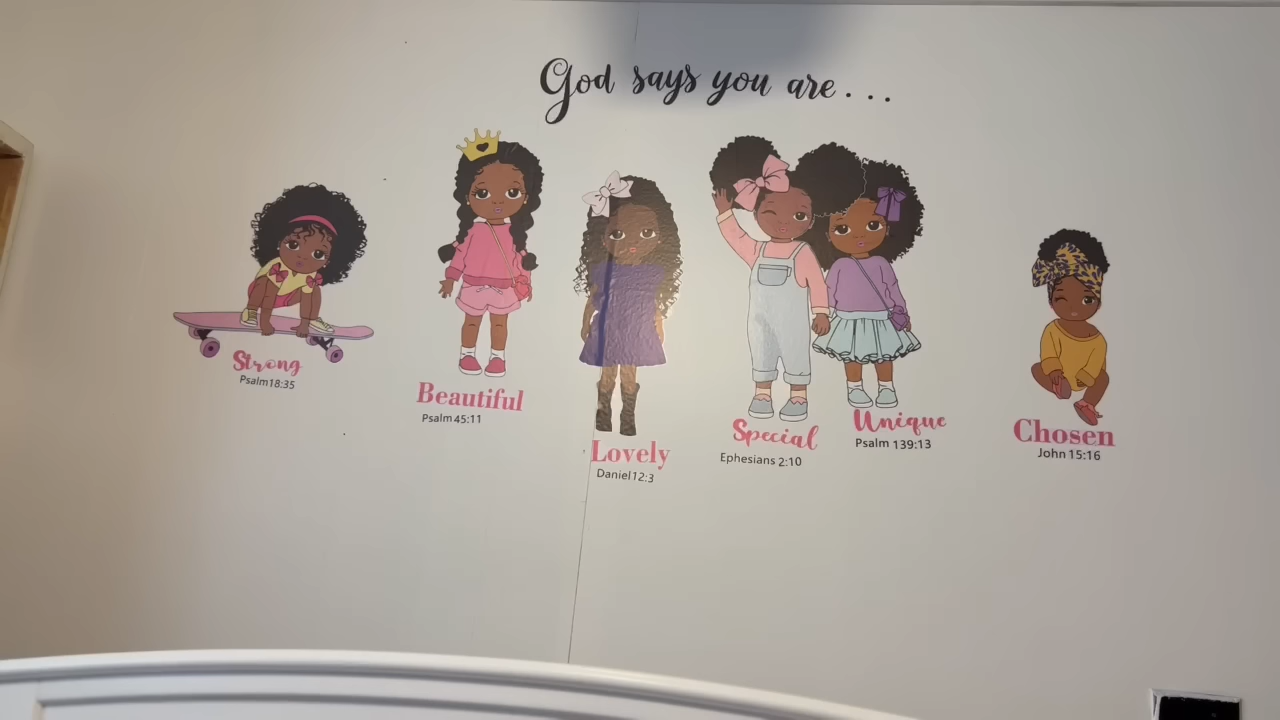 God says you are...
Strong
Psalm18:35
Beautiful
Psalm 45:11
Lovely
Daniel12:3
Special
Ephesians 2:10
Unique
Psalm 139:13
Chosen
John 15:16